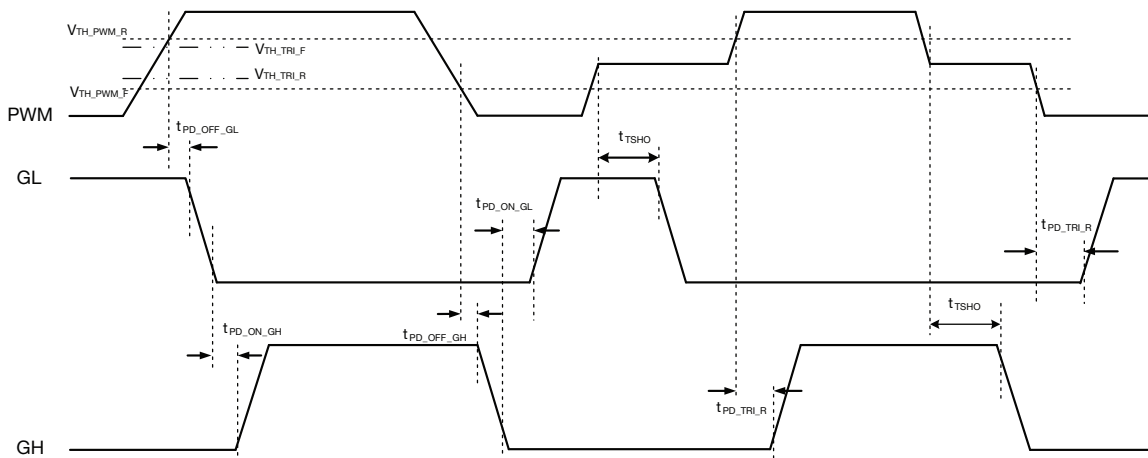 VTH_PWM_R
VTH_TRI_F
VTH_TRI_R
VTH_PWM_F
PWM
tPD_OFF_GL
tTSHO
GL
tPD_ON_GL
tPD_TRI_R
tTSHO
tPD_ON_GH
tPD_OFF_GH
tPD_TRI_R
GH